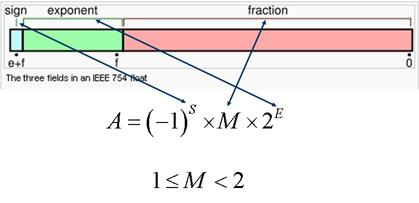 sign exponent fraction
e+f f 0
The three fields in an IEEE 754 float
A = (−1)^S × M × 2^E
1 ≤ M < 2